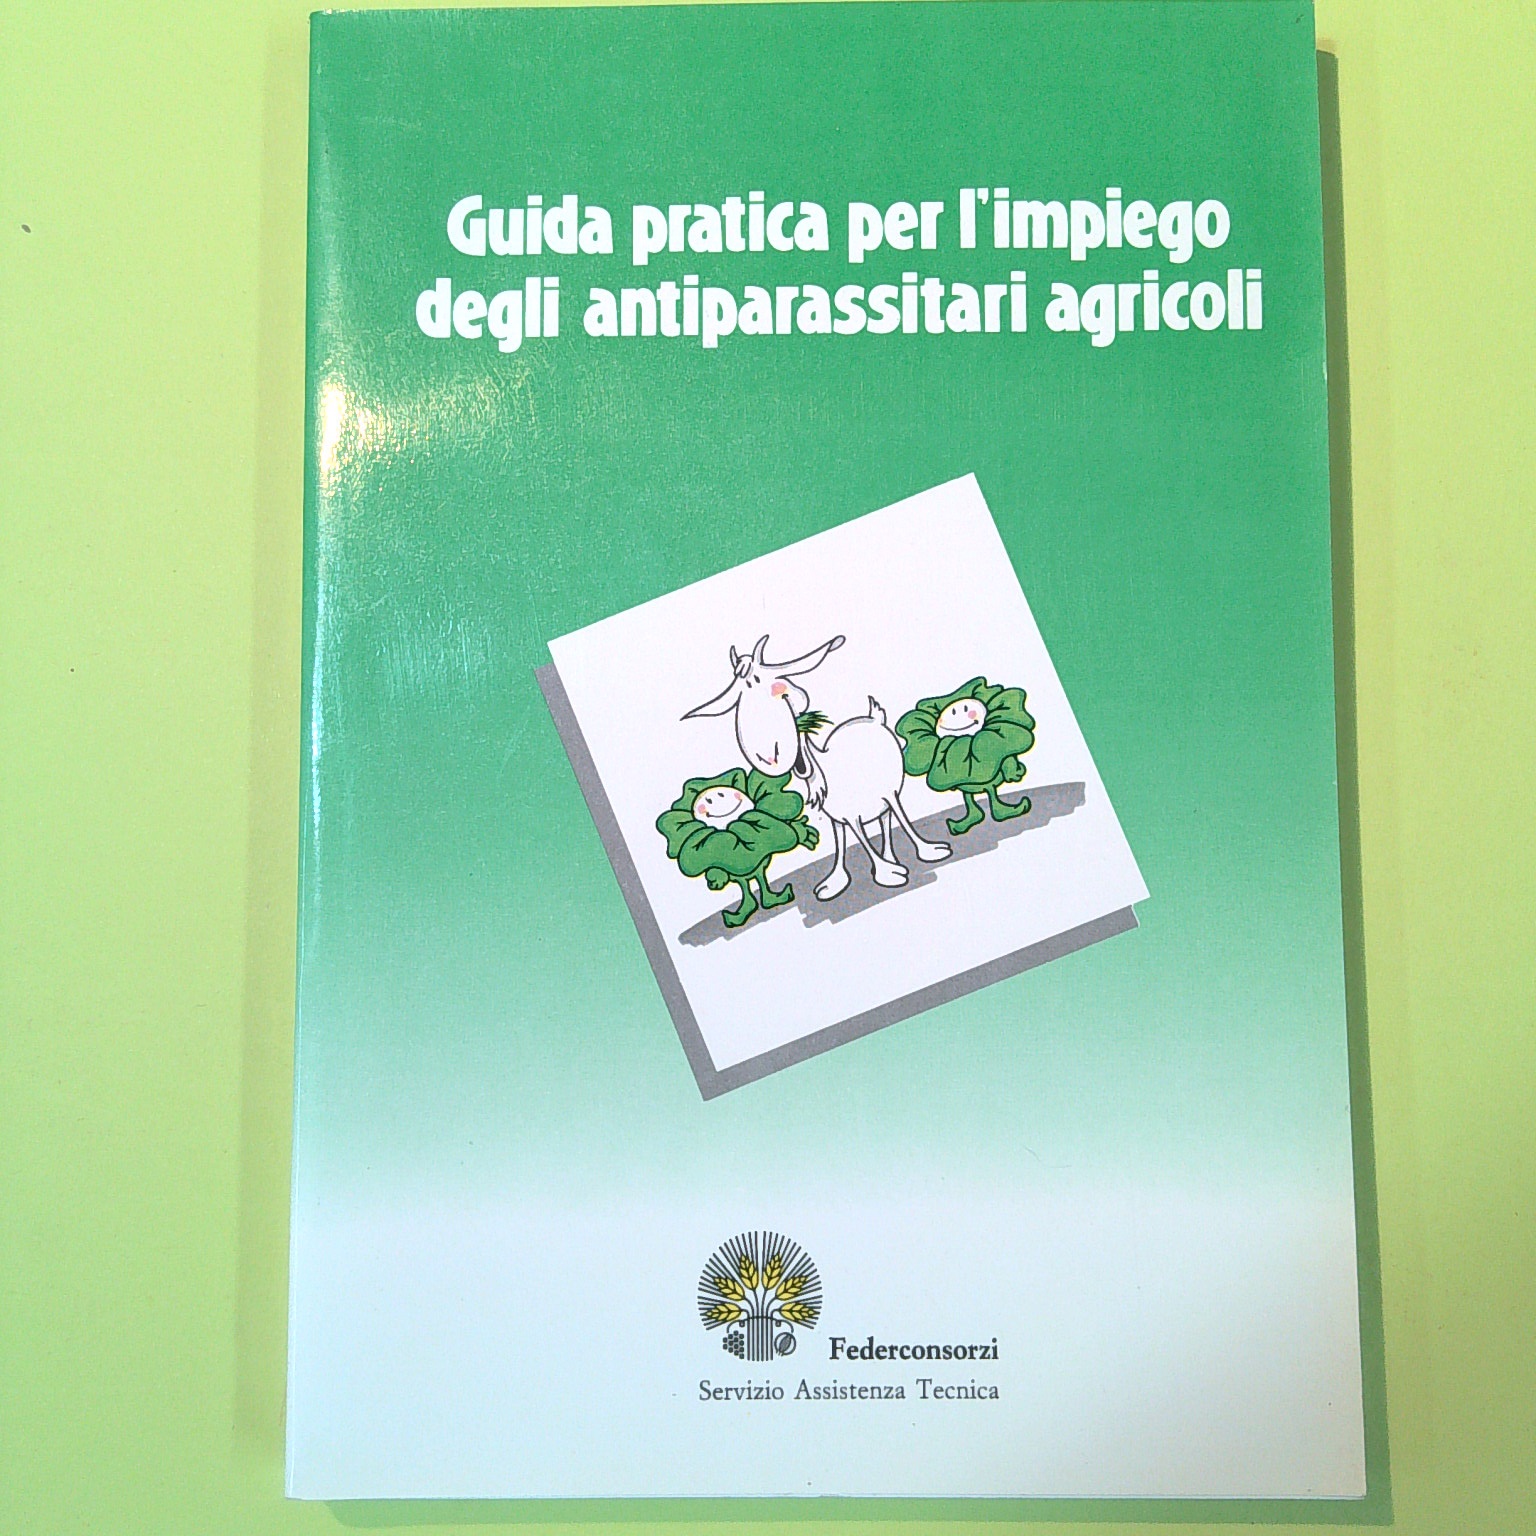 Guida pratica per l'impiego
degli antiparassitari agricoli
Federconsorzi
Servizio Assistenza Tecnica